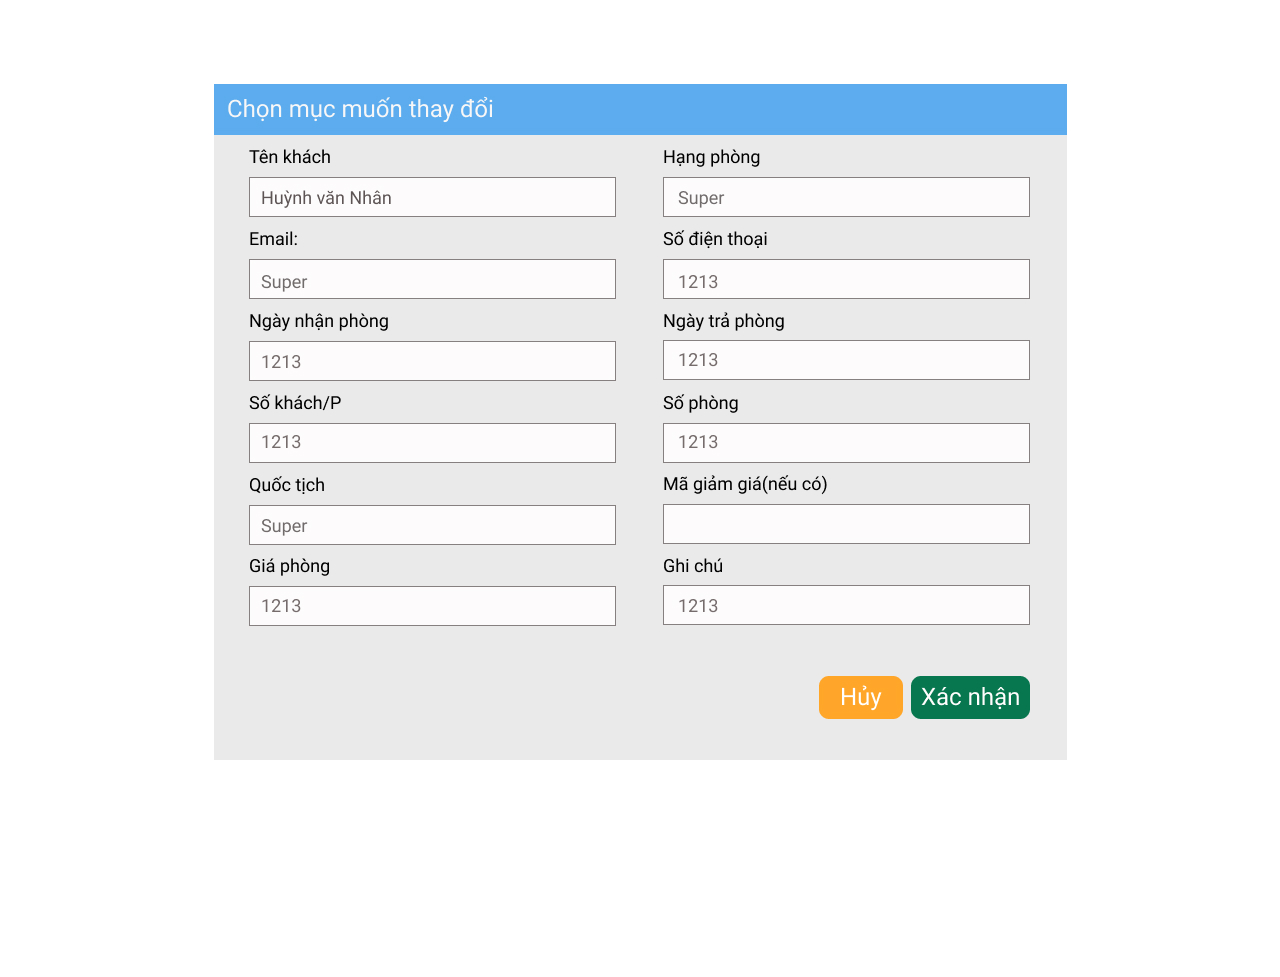 Chọn mục muốn thay đổi
Tên khách
Hạng phòng
Huỳnh văn Nhân
Super
Email:
Số điện thoại
Super
1213
Ngày nhận phòng
Ngày trả phòng
1213
1213
Số khách/P
Số phòng
1213
1213
Quốc tịch
Mã giảm giá(nếu có)
Super
Giá phòng
Ghi chú
1213
1213
Hủy
Xác nhận